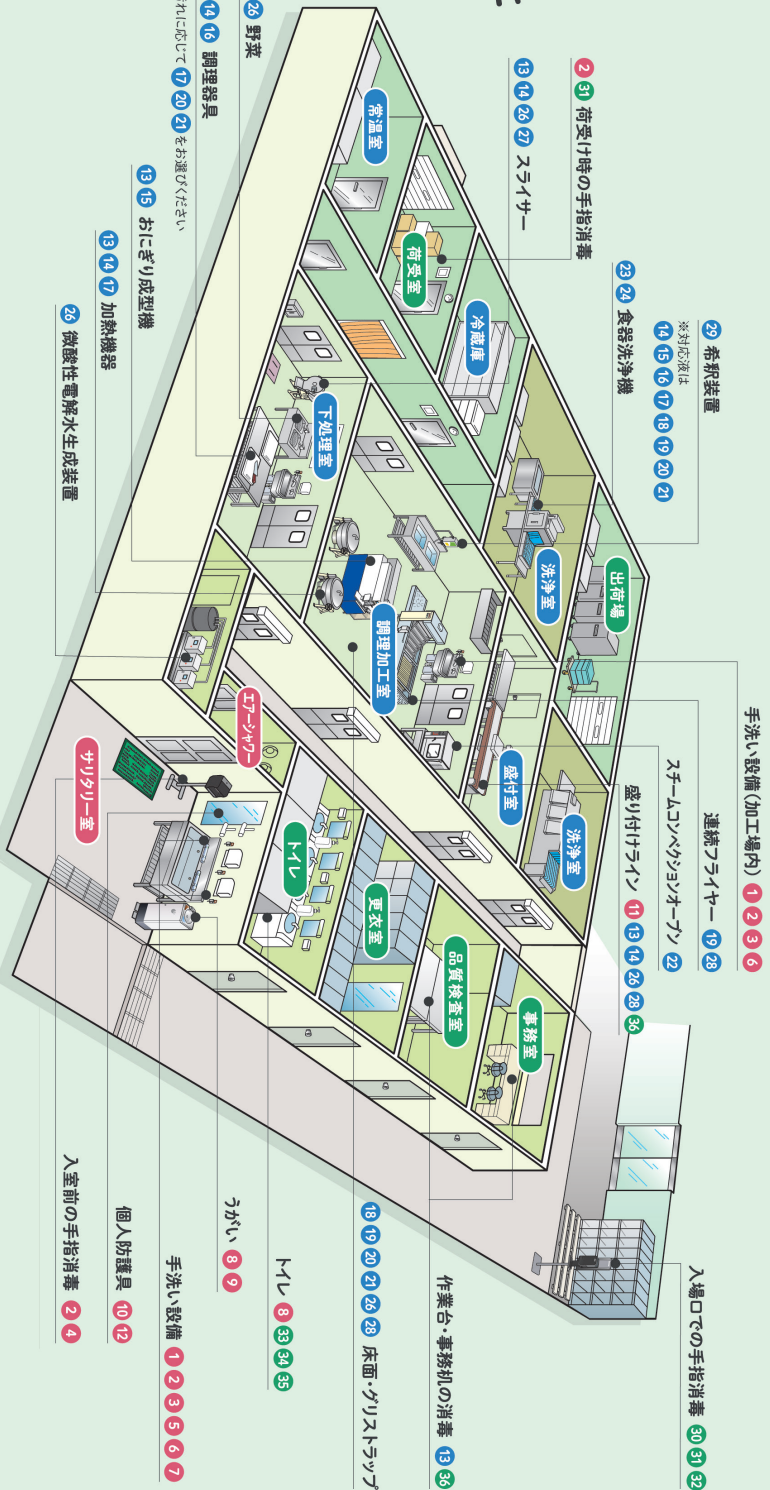 手洗い設備(加工場内) 1 2 3 6
連続フライヤー 19 28
スチームコンベクションオーブン 22
盛り付けライン 11 13 14 26 28 36
入場口での手指消毒 30 31 32
作業台・事務机の消毒 13 36
18 19 20 21 26 28 床面・グリストラップ
29 希釈装置
※対応液は
14 15 16 17 18 19 20 21
23 24 食器洗浄機
2 31 荷受け時の手指消毒
13 14 26 27 スライサー
26 野菜
14 16 調理器具
れに応じて 17 20 21 をお選びください
13 15 おにぎり成型機
13 14 17 加熱機器
26 微酸性電解水生成装置
トイレ 8 33 34 35
うがい 8 9
手洗い設備 1 2 3 5 6 7
個人防護具 10 12
入室前の手指消毒 2 4
出荷場
洗浄室
洗浄室
事務室
盛付室
品質検査室
冷蔵庫
荷受室
常温室
調理加工室
更衣室
下処理室
トイレ
エアーシャワー
サリタリー室